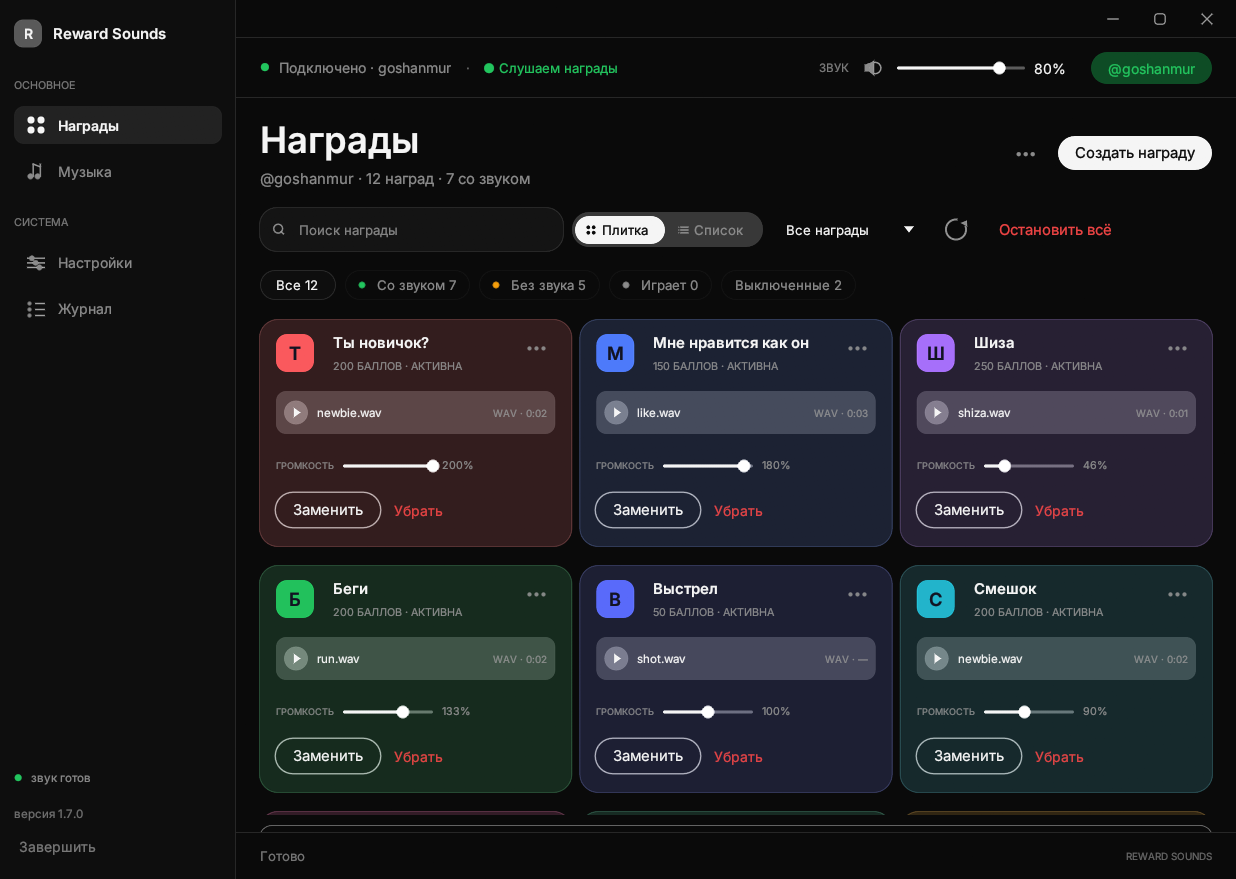 R Reward Sounds
ОСНОВНОЕ
Награды
Музыка
СИСТЕМА
Настройки
Журнал
звук готов
версия 1.7.0
Завершить
Подключено · goshanmur · Слушаем награды
ЗВУК 80% @goshanmur
Награды
@goshanmur · 12 наград · 7 со звуком
Создать награду
Поиск награды
Плитка Список
Все награды
Остановить всё
Все 12 Со звуком 7 Без звука 5 Играет 0 Выключенные 2
Т Ты новичок?
200 БАЛЛОВ · АКТИВНА
newbie.wav WAV · 0:02
ГРОМКОСТЬ 200%
Заменить Убрать
М Мне нравится как он
150 БАЛЛОВ · АКТИВНА
like.wav WAV · 0:03
ГРОМКОСТЬ 180%
Заменить Убрать
Ш Шиза
250 БАЛЛОВ · АКТИВНА
shiza.wav WAV · 0:01
ГРОМКОСТЬ 46%
Заменить Убрать
Б Беги
200 БАЛЛОВ · АКТИВНА
run.wav WAV · 0:02
ГРОМКОСТЬ 133%
Заменить Убрать
В Выстрел
50 БАЛЛОВ · АКТИВНА
shot.wav WAV · —
ГРОМКОСТЬ 100%
Заменить Убрать
С Смешок
200 БАЛЛОВ · АКТИВНА
newbie.wav WAV · 0:02
ГРОМКОСТЬ 90%
Заменить Убрать
Готово
REWARD SOUNDS